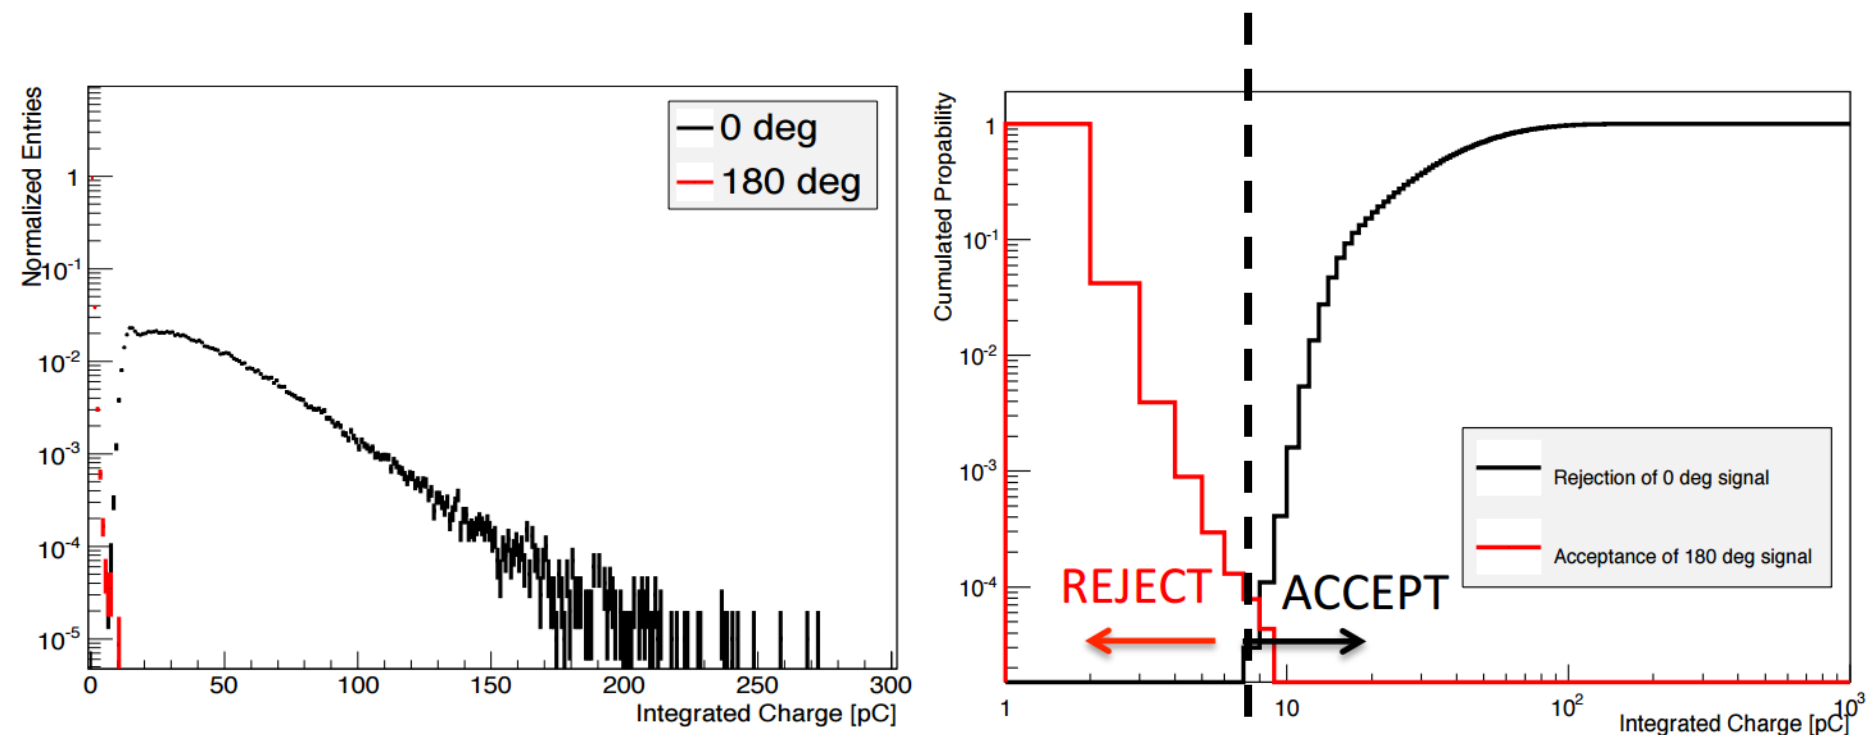 Normalized Entries
1
10-1
10-2
10-3
10-4
10-5
0 50 100 150 200 250 300
Integrated Charge [pC]
0 deg
180 deg
Cumulated Propability
1
10-1
10-2
10-3
10-4
1 10 102 103
Integrated Charge [pC]
Rejection of 0 deg signal
Acceptance of 180 deg signal
REJECT
ACCEPT